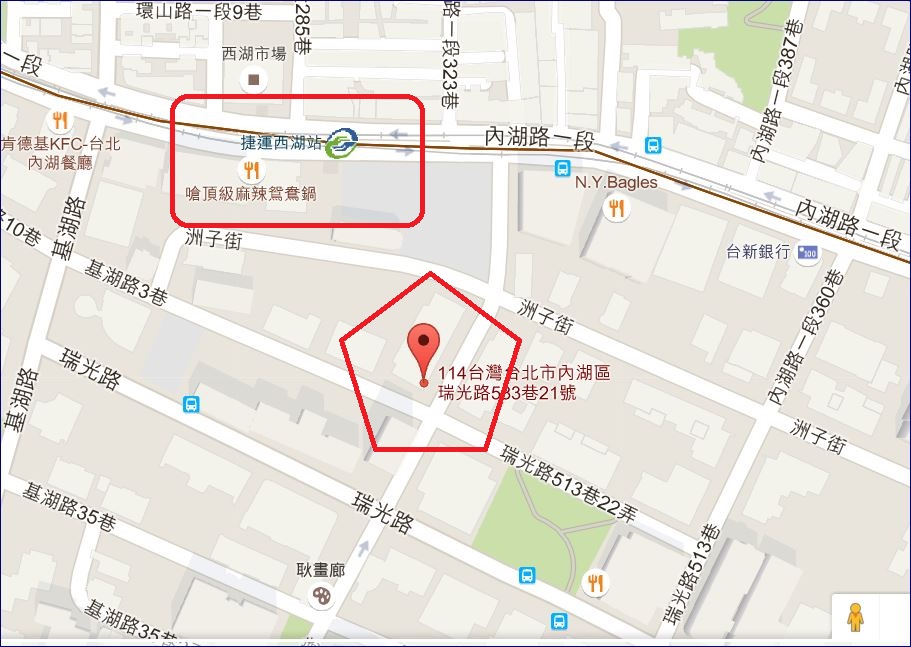 環山路一段9巷
285巷
路一段323巷
內湖路一段387巷
西湖市場
一段
肯德基KFC-台北
內湖餐廳
捷運西湖站
內湖路一段
嗆頂級麻辣鴛鴦鍋
N.Y.Bagles
內湖路一段
台新銀行
100
基湖路
路10巷
洲子街
基湖路3巷
洲子街
內湖路一段360巷
114台灣台北市內湖區
瑞光路583巷21號
瑞光路
基湖路
洲子街
瑞光路513巷22弄
基湖路35巷
瑞光路
瑞光路513巷
耿畫廊
基湖路35巷